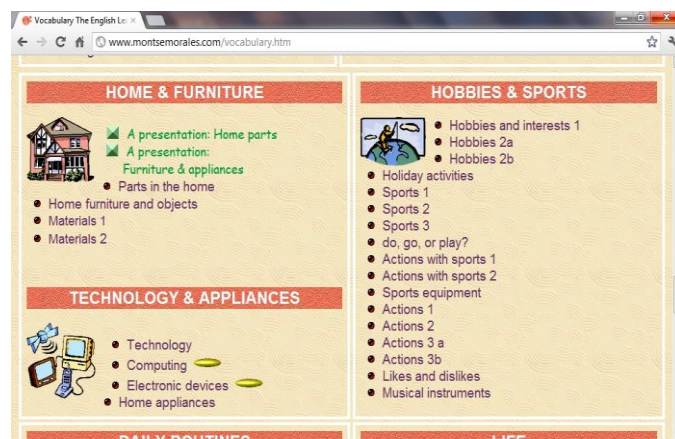 Vocabulary The English Le
www.montsemorales.com/vocabulary.htm
HOME & FURNITURE
A presentation: Home parts
A presentation:
Furniture & appliances
Parts in the home
Home furniture and objects
Materials 1
Materials 2
TECHNOLOGY & APPLIANCES
Technology
Computing
Electronic devices
Home appliances
HOBBIES & SPORTS
Hobbies and interests 1
Hobbies 2a
Hobbies 2b
Holiday activities
Sports 1
Sports 2
Sports 3
do, go, or play?
Actions with sports 1
Actions with sports 2
Sports equipment
Actions 1
Actions 2
Actions 3 a
Actions 3b
Likes and dislikes
Musical instruments
DAILY ROUTINES
LIFE